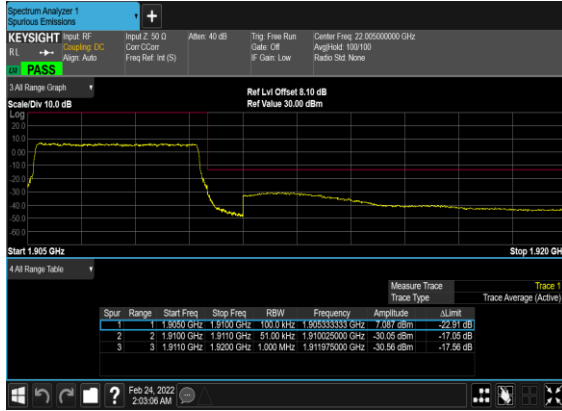 Spectrum Analyzer 1
Spurious Emissions
KEYSIGHT Input: RF Input Z: 50 Ω Atten: 40 dB Trig: Free Run Center Freq: 22.005000000 GHz
RL Coupling: DC Corr CCorr Gate: Off Avg|Hold: 100/100
Align: Auto Freq Ref: Int (S) IF Gain: Low Radio Std: None
PASS
3 All Range Graph Ref Lvl Offset 8.10 dB
Scale/Div 10.0 dB Ref Value 30.00 dBm
Log
20.0
10.0
0.00
-10.0
-20.0
-30.0
-40.0
-50.0
-60.0
Start 1.905 GHz Stop 1.920 GH
4 All Range Table
Measure Trace Trace 1
Trace Type Trace Average (Active)
Spur Range Start Freq Stop Freq RBW Frequency Amplitude ΔLimit
1 1 1.9050 GHz 1.9100 GHz 100.0 kHz 1.905333333 GHz 7.087 dBm -22.91 dB
2 2 1.9100 GHz 1.9110 GHz 51.00 kHz 1.910025000 GHz -30.05 dBm -17.05 dB
3 3 1.9110 GHz 1.9200 GHz 1.000 MHz 1.911975000 GHz -30.56 dBm -17.56 dB
Feb 24, 2022
2:03:06 AM